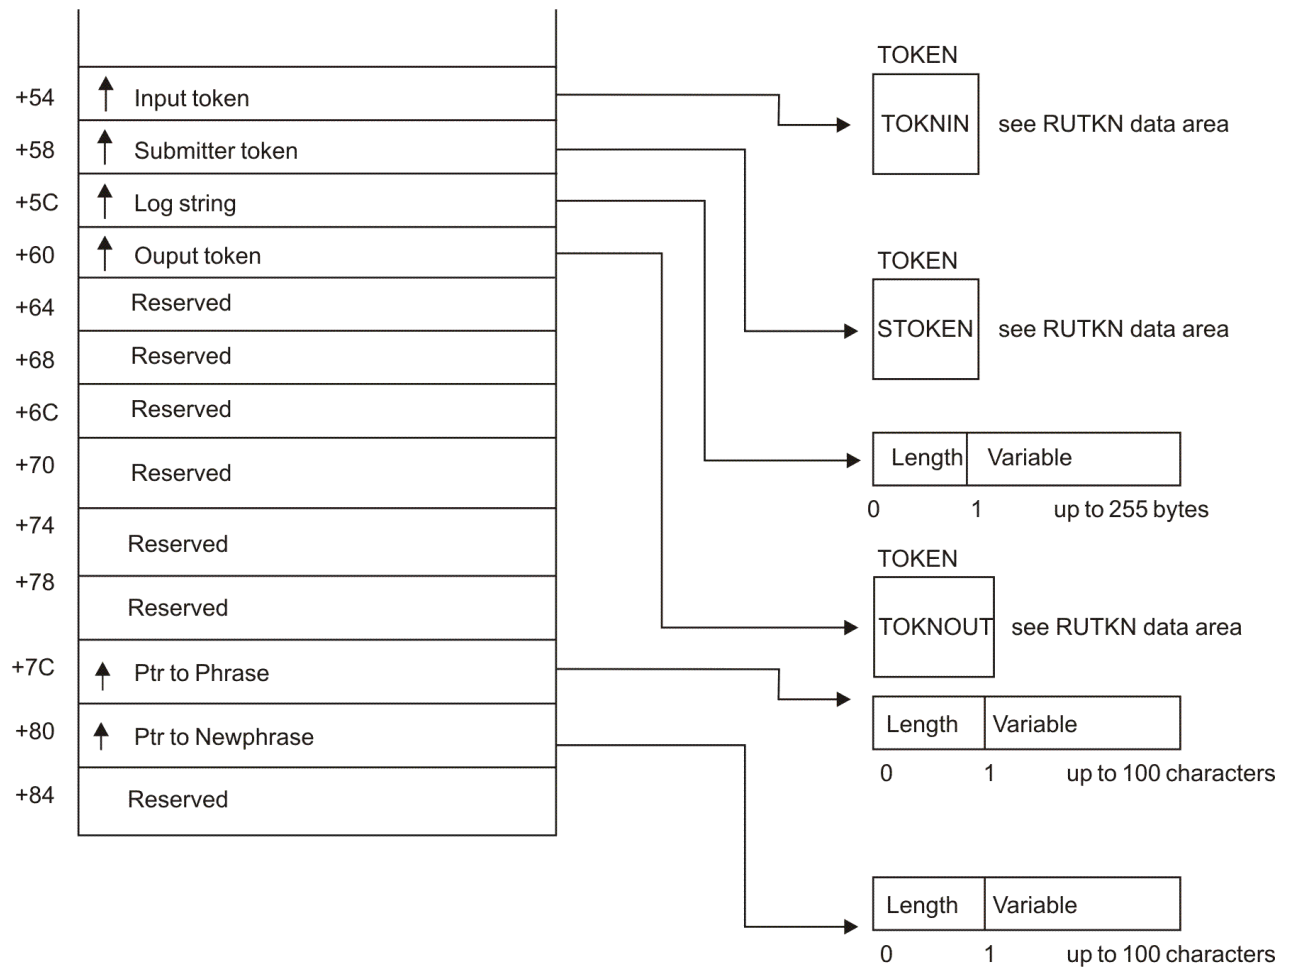 TOKEN
+54 Input token TOKNIN see RUTKN data area
+58 Submitter token
+5C Log string
+60 Ouput token TOKEN
+64 Reserved STOKEN see RUTKN data area
+68 Reserved
+6C Reserved
+70 Reserved Length Variable
0 1 up to 255 bytes
+74 Reserved
TOKEN
+78 Reserved TOKNOUT see RUTKN data area
+7C Ptr to Phrase
+80 Ptr to Newphrase Length Variable
0 1 up to 100 characters
+84 Reserved
Length Variable
0 1 up to 100 characters